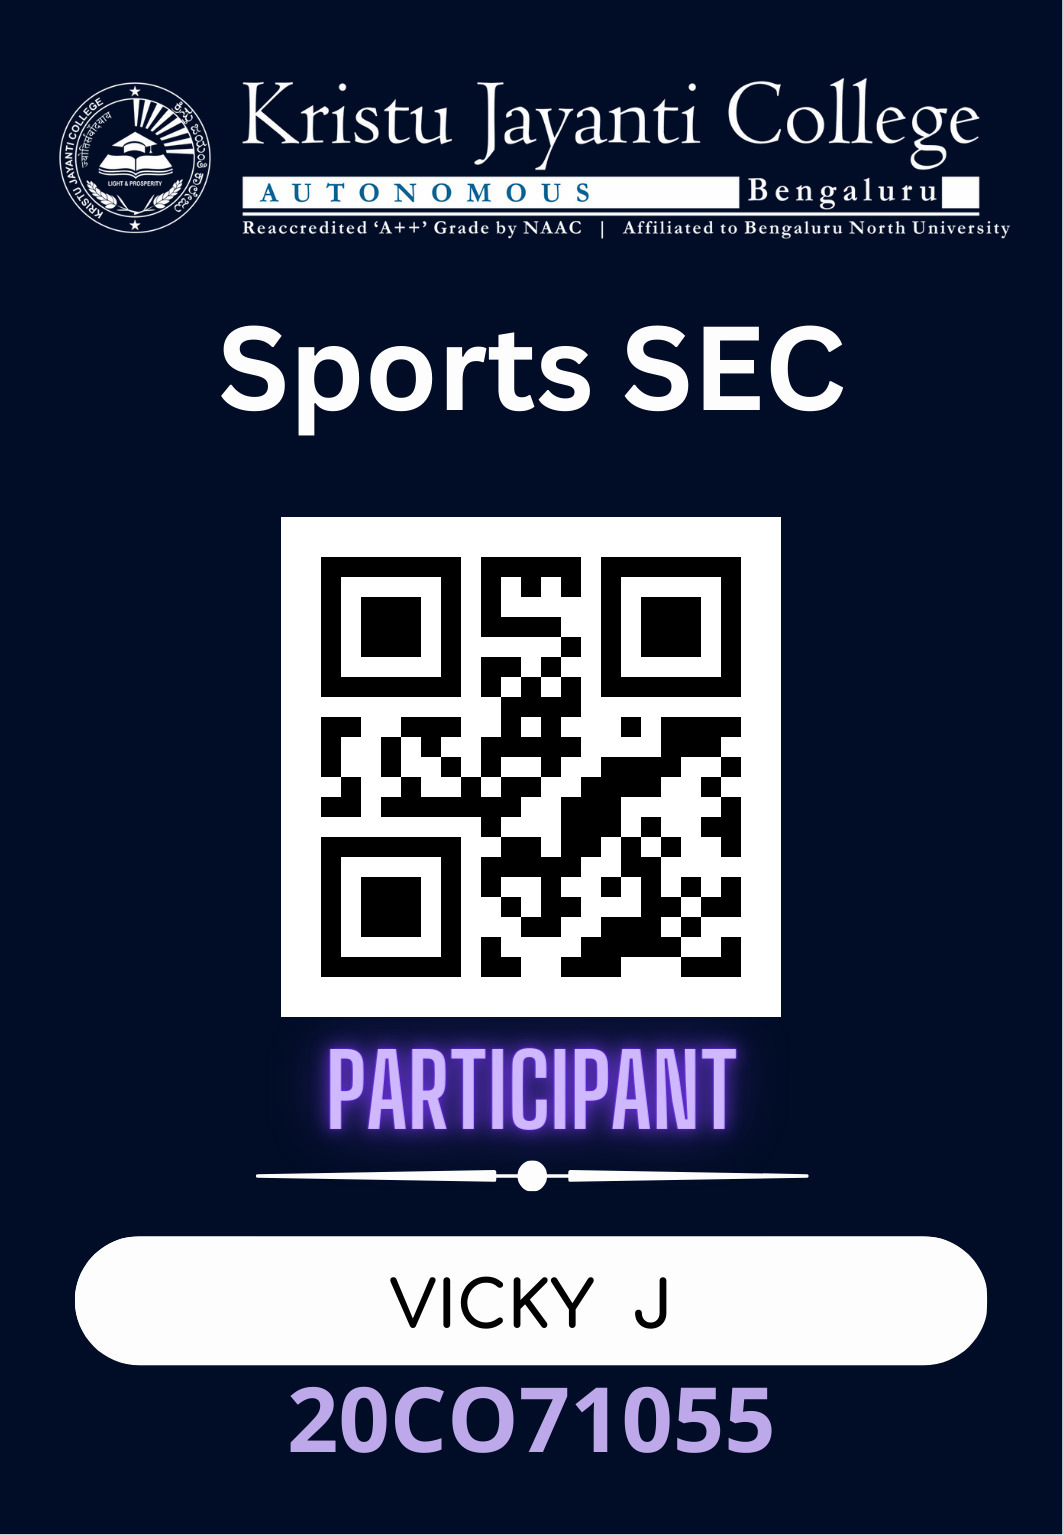 Kristu Jayanti College
AUTONOMOUS Bengaluru
Reaccredited ‘A++’ Grade by NAAC | Affiliated to Bengaluru North University
KRISTU JAYANTI COLLEGE
LIGHT & PROSPERITY
Sports SEC
PARTICIPANT
VICKY J
20CO71055